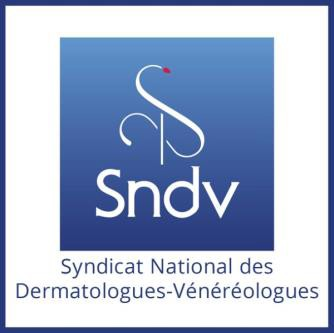 Sndv
Syndicat National des
Dermatologues-Vénéréologues